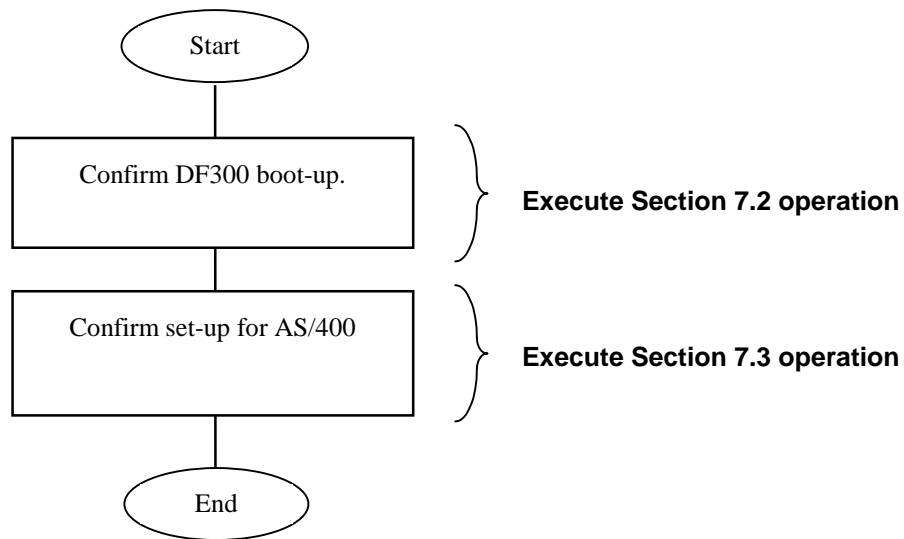 Start
Confirm DF300 boot-up.
Execute Section 7.2 operation
Confirm set-up for AS/400
Execute Section 7.3 operation
End